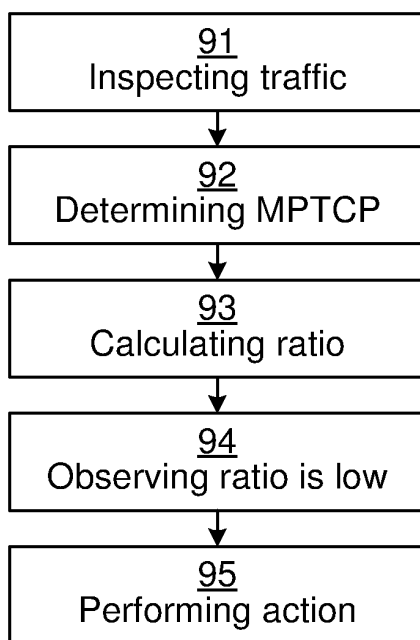 91
Inspecting traffic
92
Determining MPTCP
93
Calculating ratio
94
Observing ratio is low
95
Performing action